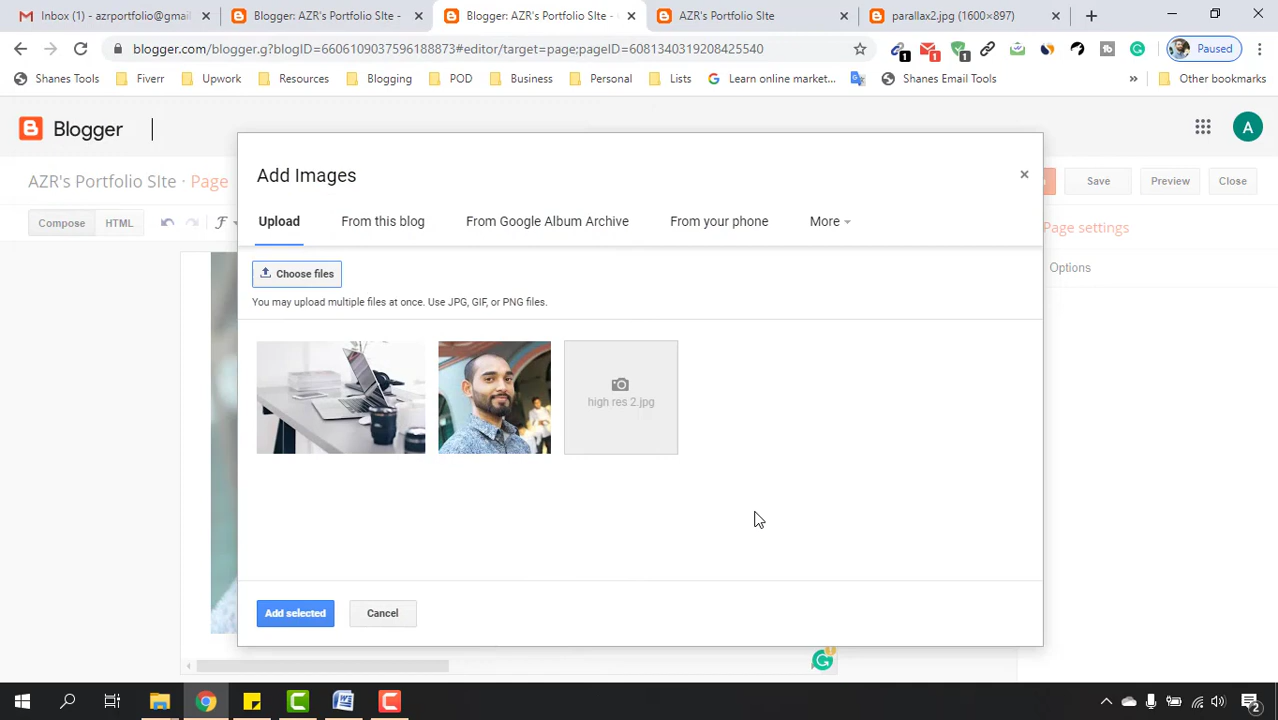 Inbox (1) - azrportfolio@gmail
Blogger: AZR's Portfolio SIte -
Blogger: AZR's Portfolio SIte -
AZR's Portfolio SIte
parallax2.jpg (1600×897)
blogger.com/blogger.g?blogID=6606109037596188873#editor/target=page;pageID=6081340319208425540
1
1
1
Paused
Shanes Tools
Fiverr
Upwork
Resources
Blogging
POD
Business
Personal
Lists
Learn online market...
Shanes Email Tools
»
Other bookmarks
Blogger
A
AZR's Portfolio SIte · Page
Save
Preview
Close
Compose
HTML
Page settings
Options
Add Images
Upload
From this blog
From Google Album Archive
From your phone
More
Choose files
You may upload multiple files at once. Use JPG, GIF, or PNG files.
high res 2.jpg
Add selected
Cancel
2